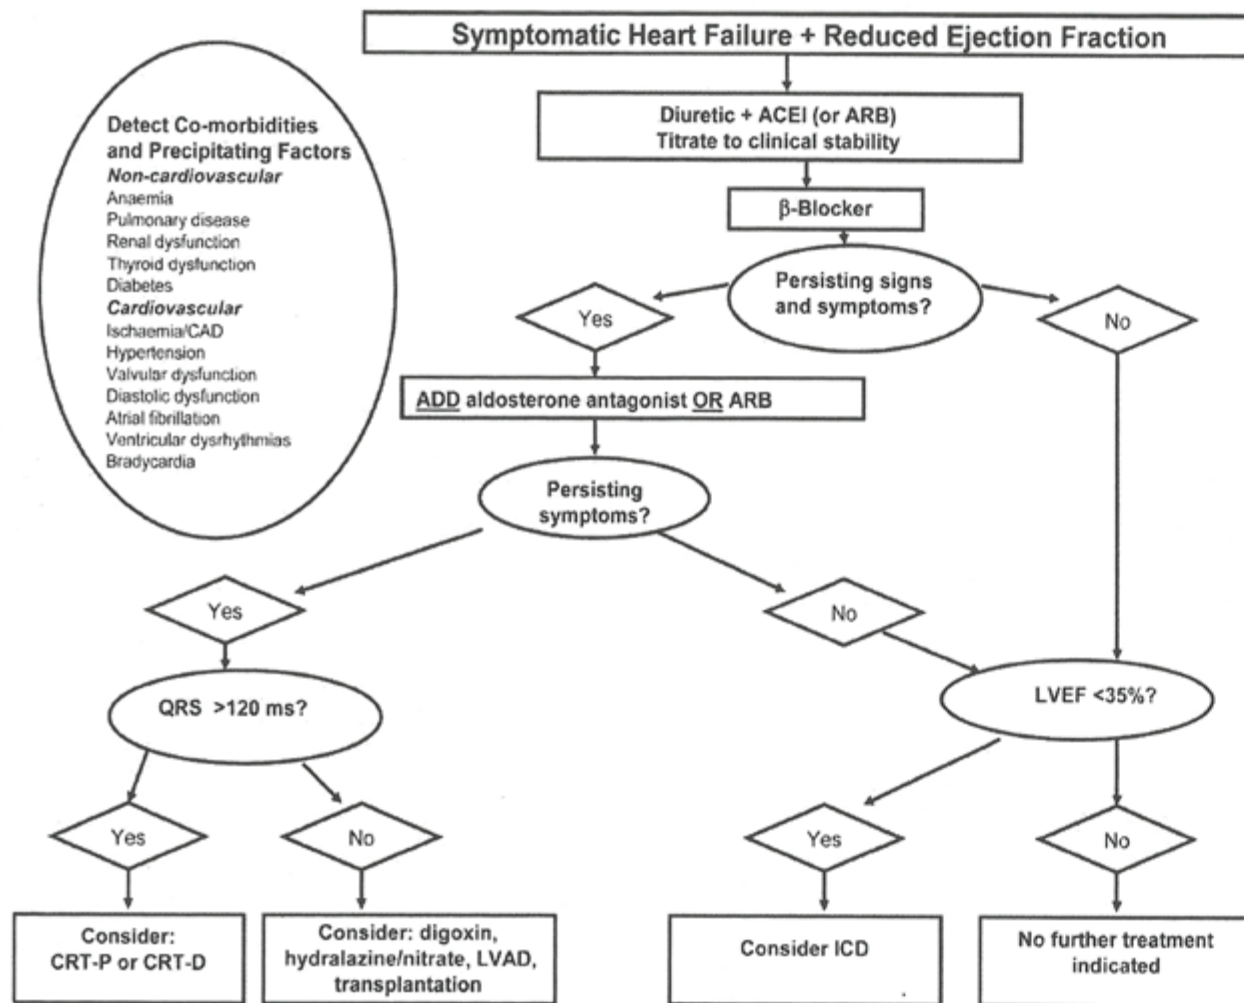 Symptomatic Heart Failure + Reduced Ejection Fraction
Detect Co-morbidities
and Precipitating Factors
Non-cardiovascular
Anaemia
Pulmonary disease
Renal dysfunction
Thyroid dysfunction
Diabetes
Cardiovascular
Ischaemia/CAD
Hypertension
Valvular dysfunction
Diastolic dysfunction
Atrial fibrillation
Ventricular dysrhythmias
Bradycardia
Diuretic + ACEI (or ARB)
Titrate to clinical stability
β-Blocker
Persisting signs
and symptoms?
Yes
No
ADD aldosterone antagonist OR ARB
Persisting
symptoms?
Yes
No
QRS >120 ms?
LVEF <35%?
Yes
No
Yes
No
Consider:
CRT-P or CRT-D
Consider: digoxin,
hydralazine/nitrate, LVAD,
transplantation
Consider ICD
No further treatment
indicated